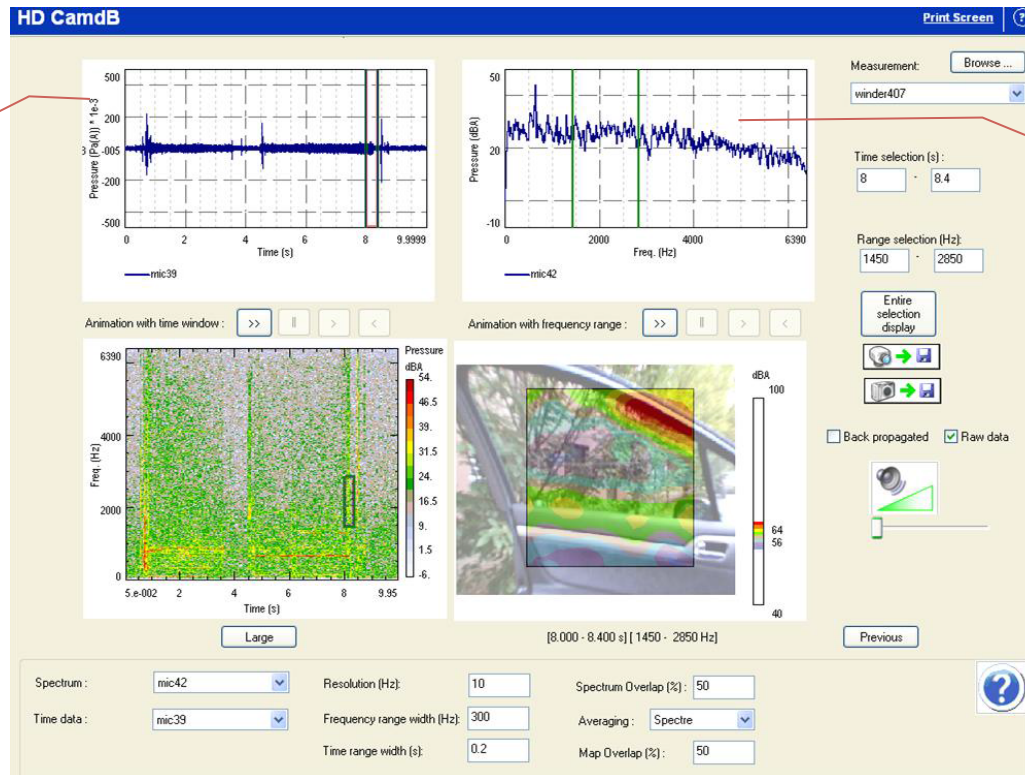 HD CamdB
Print Screen
?
Measurement:
Browse ...
winder407
500
200
-005
-200
-500
Pressure (Pa(A)) * 1e-3
0 2 4 6 8 9.9999
Time (s)
mic39
50
20
-10
Pressure (dBA)
0 2000 4000 6390
Freq. (Hz)
mic42
Time selection (s) :
8 - 8.4
Range selection (Hz):
1450 - 2850
Entire
selection
display
Animation with time window : >> || > <
Animation with frequency range : >> || > <
6390
4000
2000
0
Freq. (Hz)
5.e-002 2 4 6 8 9.95
Time (s)
Pressure
dBA
54.
46.5
39.
31.5
24.
16.5
9.
1.5
-6.
dBA
100
64
56
40
Back propagated Raw data
Large
[8.000 - 8.400 s] [ 1450 - 2850 Hz]
Previous
Spectrum : mic42
Resolution (Hz): 10
Spectrum Overlap (%) : 50
Time data : mic39
Frequency range width (Hz): 300
Averaging : Spectre
Time range width (s): 0.2
Map Overlap (%) : 50
?